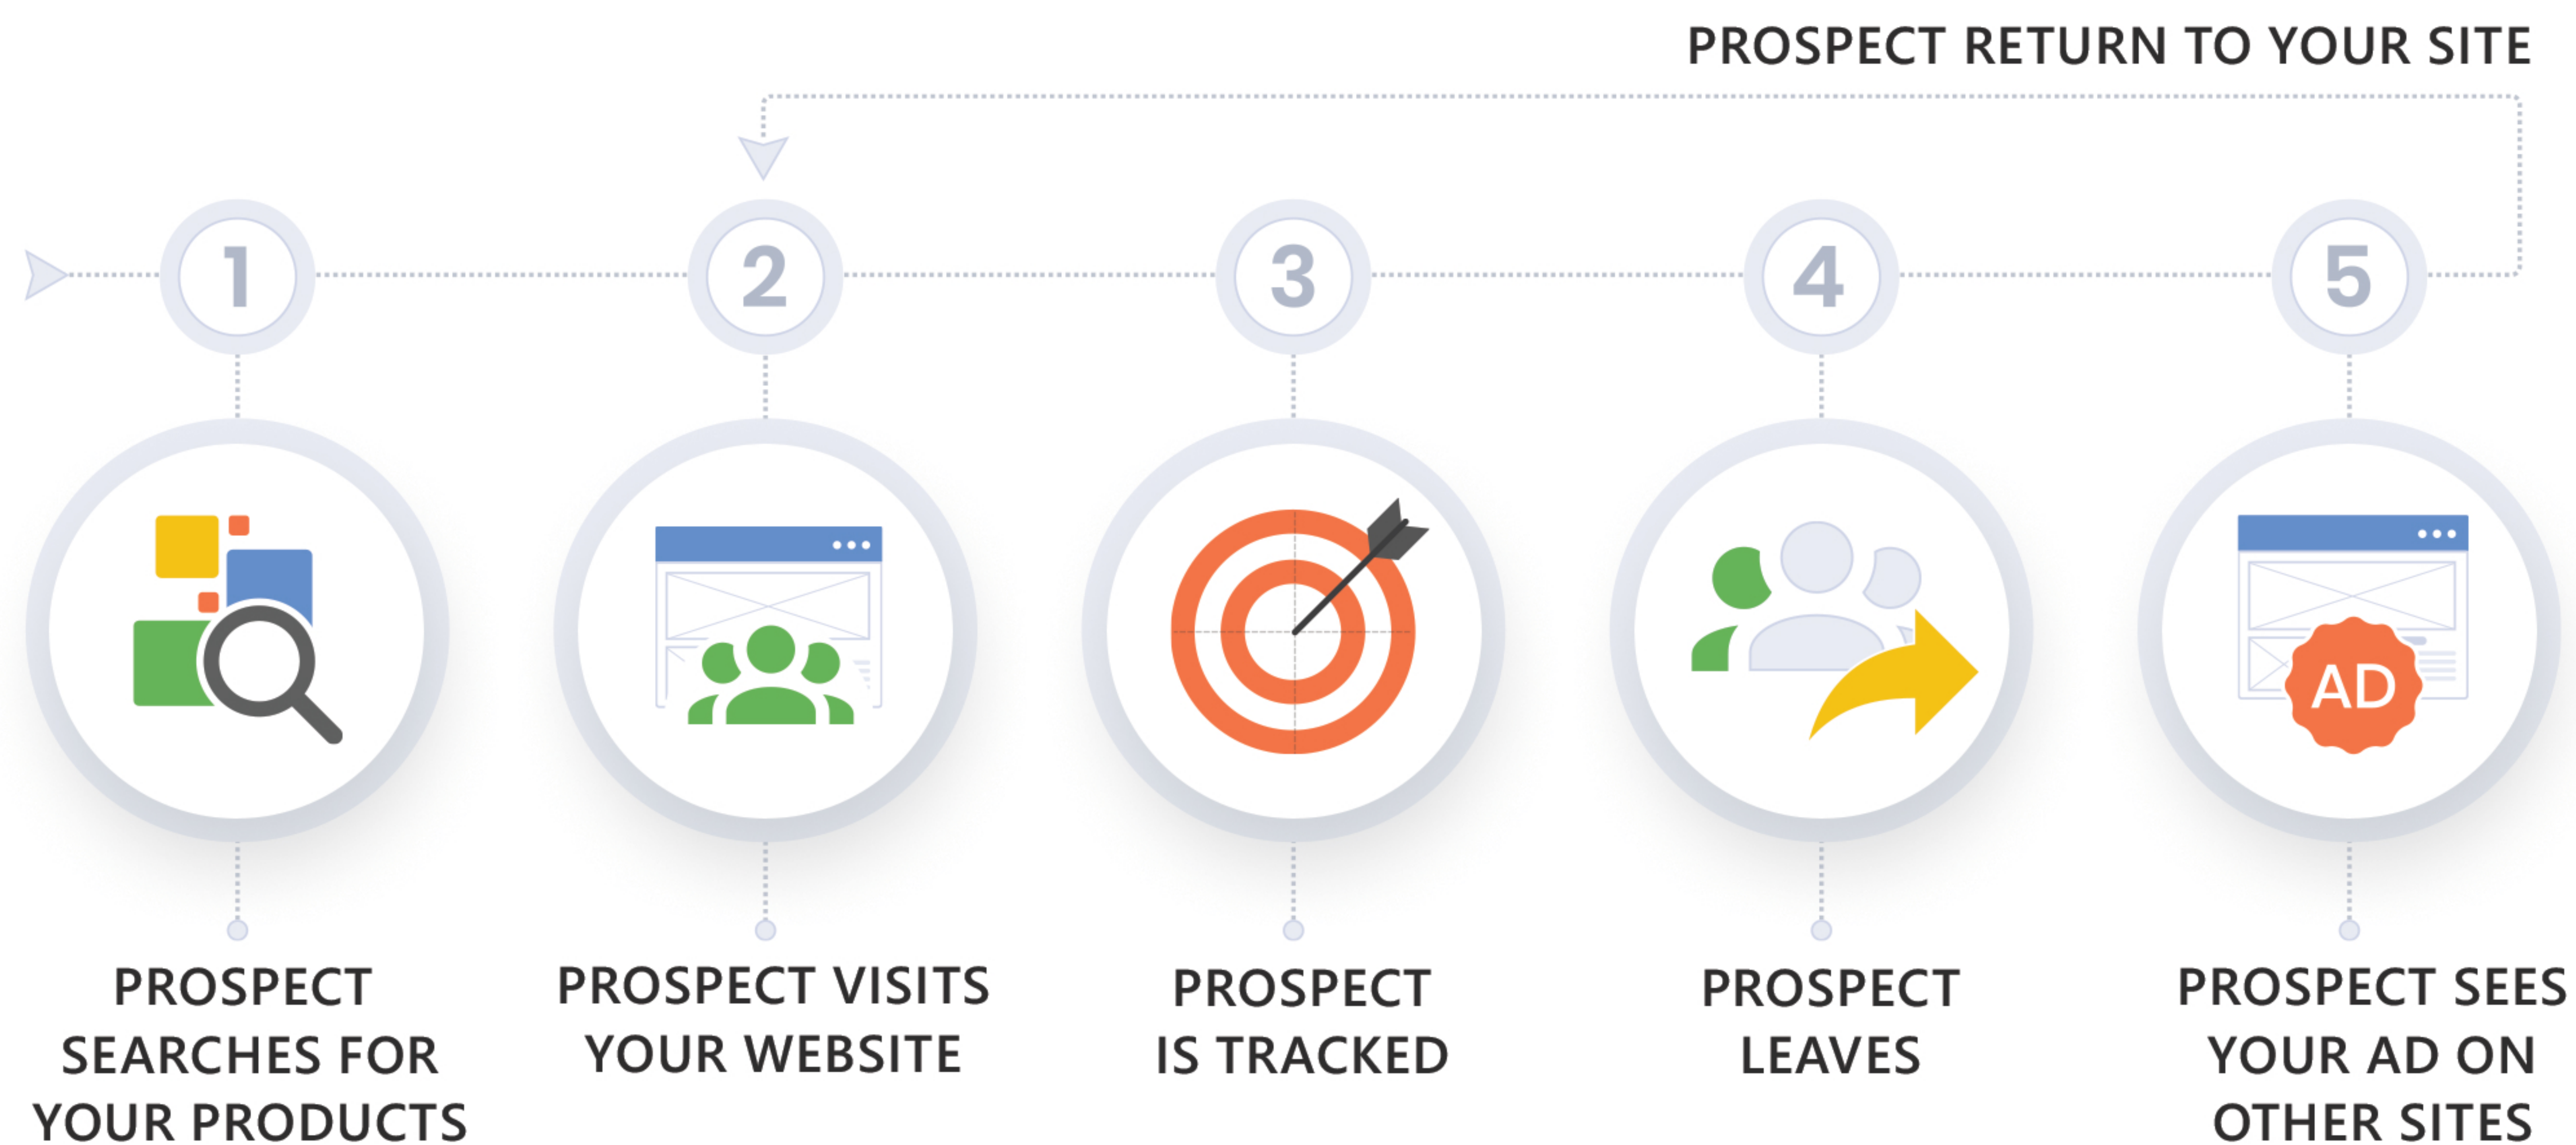 PROSPECT RETURN TO YOUR SITE
1
2
3
4
5
AD
PROSPECT
SEARCHES FOR
YOUR PRODUCTS
PROSPECT VISITS
YOUR WEBSITE
PROSPECT
IS TRACKED
PROSPECT
LEAVES
PROSPECT SEES
YOUR AD ON
OTHER SITES